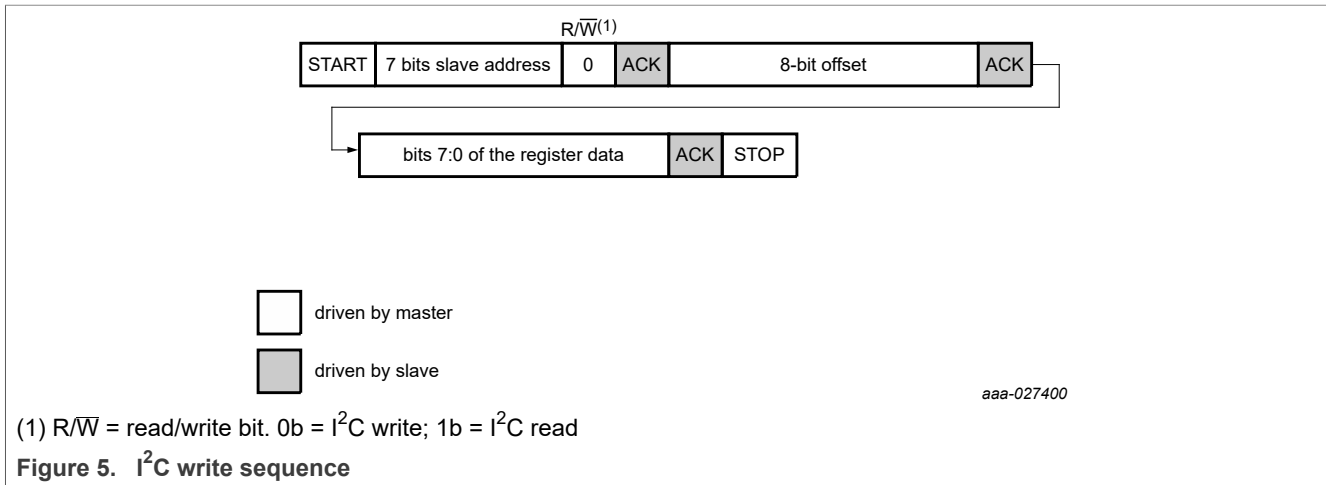 R/W̅(1)
START 7 bits slave address 0 ACK 8-bit offset ACK
bits 7:0 of the register data ACK STOP
driven by master
driven by slave
aaa-027400
(1) R/W̅ = read/write bit. 0b = I²C write; 1b = I²C read
Figure 5. I²C write sequence